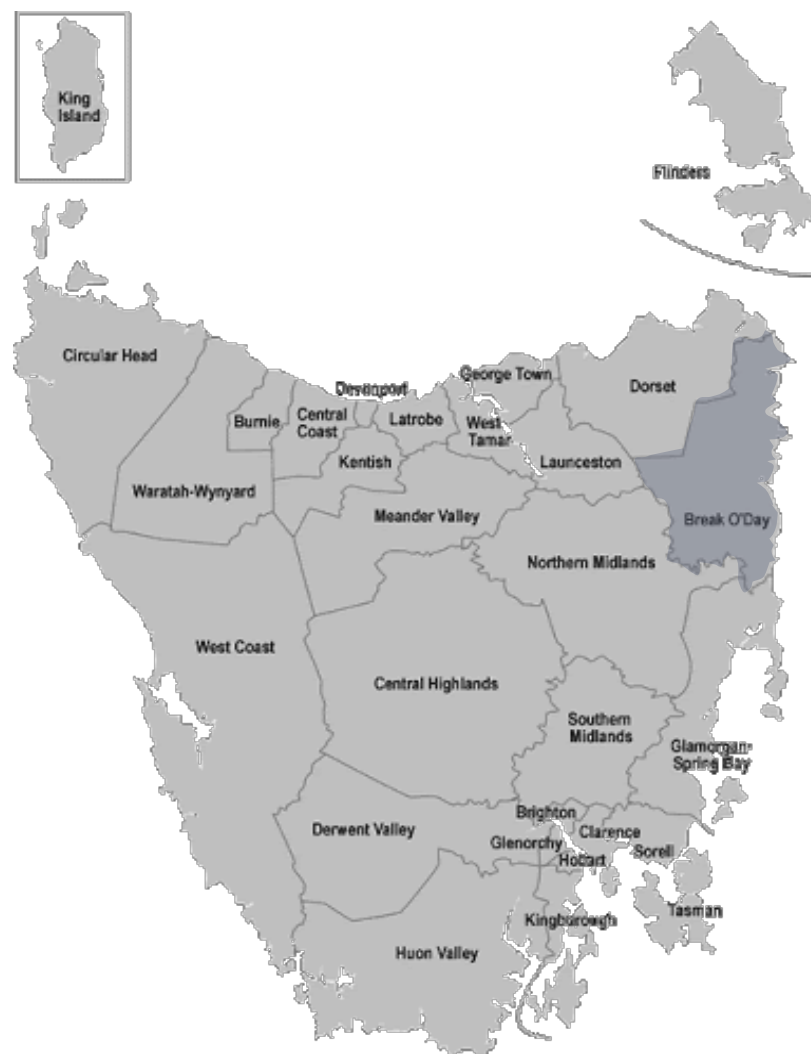 King
Island
Flinders
Circular Head
George Town
Devonport
Dorset
Burnie
Central
Coast
Latrobe
West
Tamar
Kentish
Launceston
Waratah-Wynyard
Meander Valley
Break O'Day
Northern Midlands
West Coast
Central Highlands
Southern
Midlands
Glamorgan-
Spring Bay
Brighton
Derwent Valley
Clarence
Glenorchy
Sorell
Hobart
Tasman
Kingborough
Huon Valley